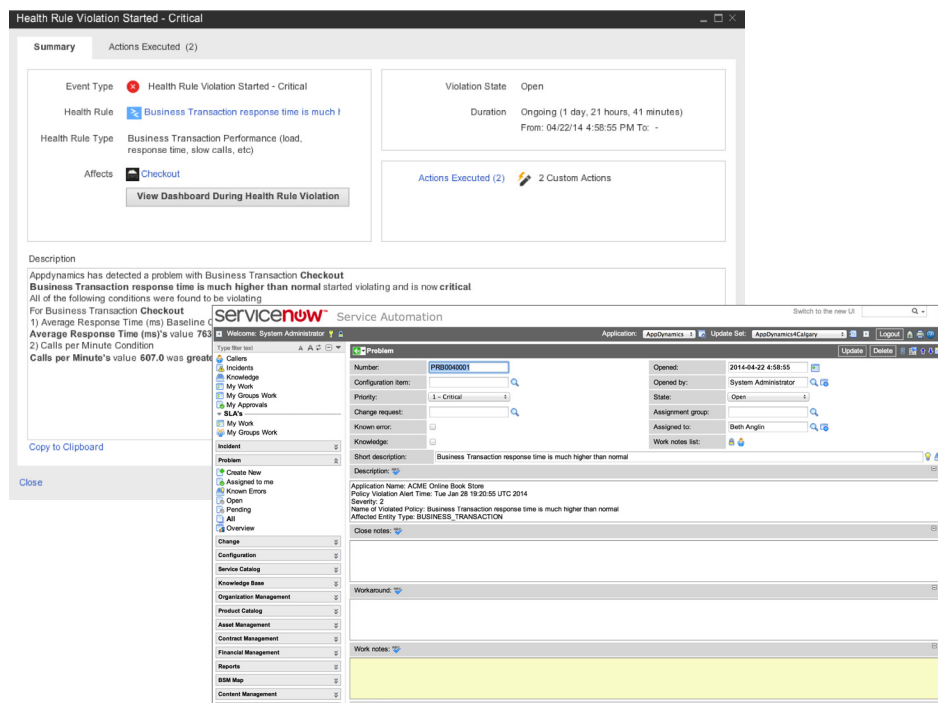 Health Rule Violation Started - Critical
Summary
Actions Executed (2)
Event Type Health Rule Violation Started - Critical
Health Rule Business Transaction response time is much h
Health Rule Type Business Transaction Performance (load,
response time, slow calls, etc)
Affects Checkout
View Dashboard During Health Rule Violation
Violation State Open
Duration Ongoing (1 day, 21 hours, 41 minutes)
From: 04/22/14 4:58:55 PM To: -
Actions Executed (2) 2 Custom Actions
Description
Appdynamics has detected a problem with Business Transaction Checkout
Business Transaction response time is much higher than normal started violating and is now critical
All of the following conditions were found to be violating
For Business Transaction Checkout
1) Average Response Time (ms) Baseline C
Average Response Time (ms)'s value 763
2) Calls per Minute Condition
Calls per Minute's value 607.0 was greate
Copy to Clipboard
Close
servicenow Service Automation
Switch to the new UI
Welcome: System Administrator
Application: AppDynamics Update Set: AppDynamics4Calgary Logout
Type filter text
Callers
Incidents
Knowledge
My Work
My Groups Work
My Approvals
SLA's
My Work
My Groups Work
Incident
Problem
Create New
Assigned to me
Known Errors
Open
Pending
All
Overview
Change
Configuration
Service Catalog
Knowledge Base
Organization Management
Product Catalog
Asset Management
Contract Management
Financial Management
Reports
BSM Map
Content Management
Problem
Update Delete
Number: PRB0040001
Configuration item:
Priority: 1 - Critical
Change request:
Known error:
Knowledge:
Opened: 2014-04-22 4:58:55
Opened by: System Administrator
State: Open
Assignment group:
Assigned to: Beth Anglin
Work notes list:
Short description: Business Transaction response time is much higher than normal
Description:
Application Name: ACME Online Book Store
Policy Violation Alert Time: Tue Jan 28 19:20:55 UTC 2014
Severity: 2
Name of Violated Policy: Business Transaction response time is much higher than normal
Affected Entity Type: BUSINESS_TRANSACTION
Close notes:
Workaround:
Work notes: